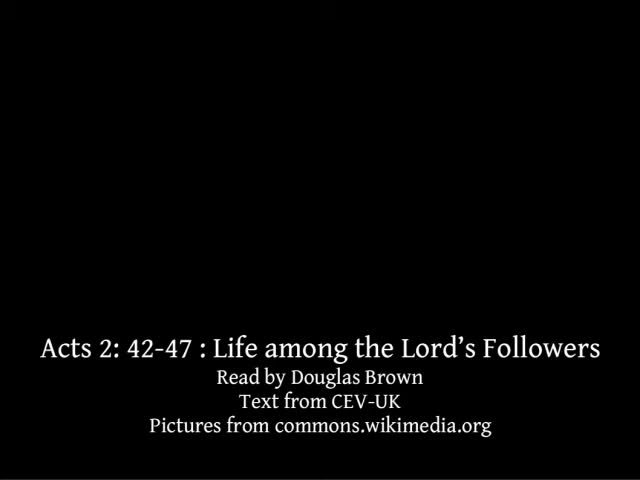 Acts 2: 42-47 : Life among the Lord’s Followers
Read by Douglas Brown
Text from CEV-UK
Pictures from commons.wikimedia.org